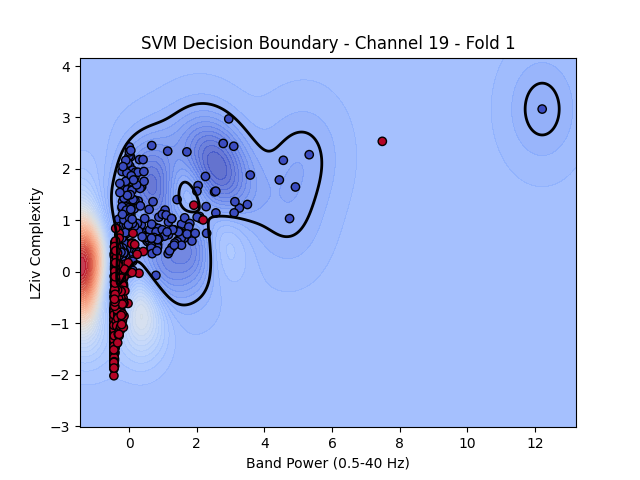 SVM Decision Boundary - Channel 19 - Fold 1
4
3
2
1
0
−1
−2
−3
LZiv Complexity
0 2 4 6 8 10 12
Band Power (0.5-40 Hz)